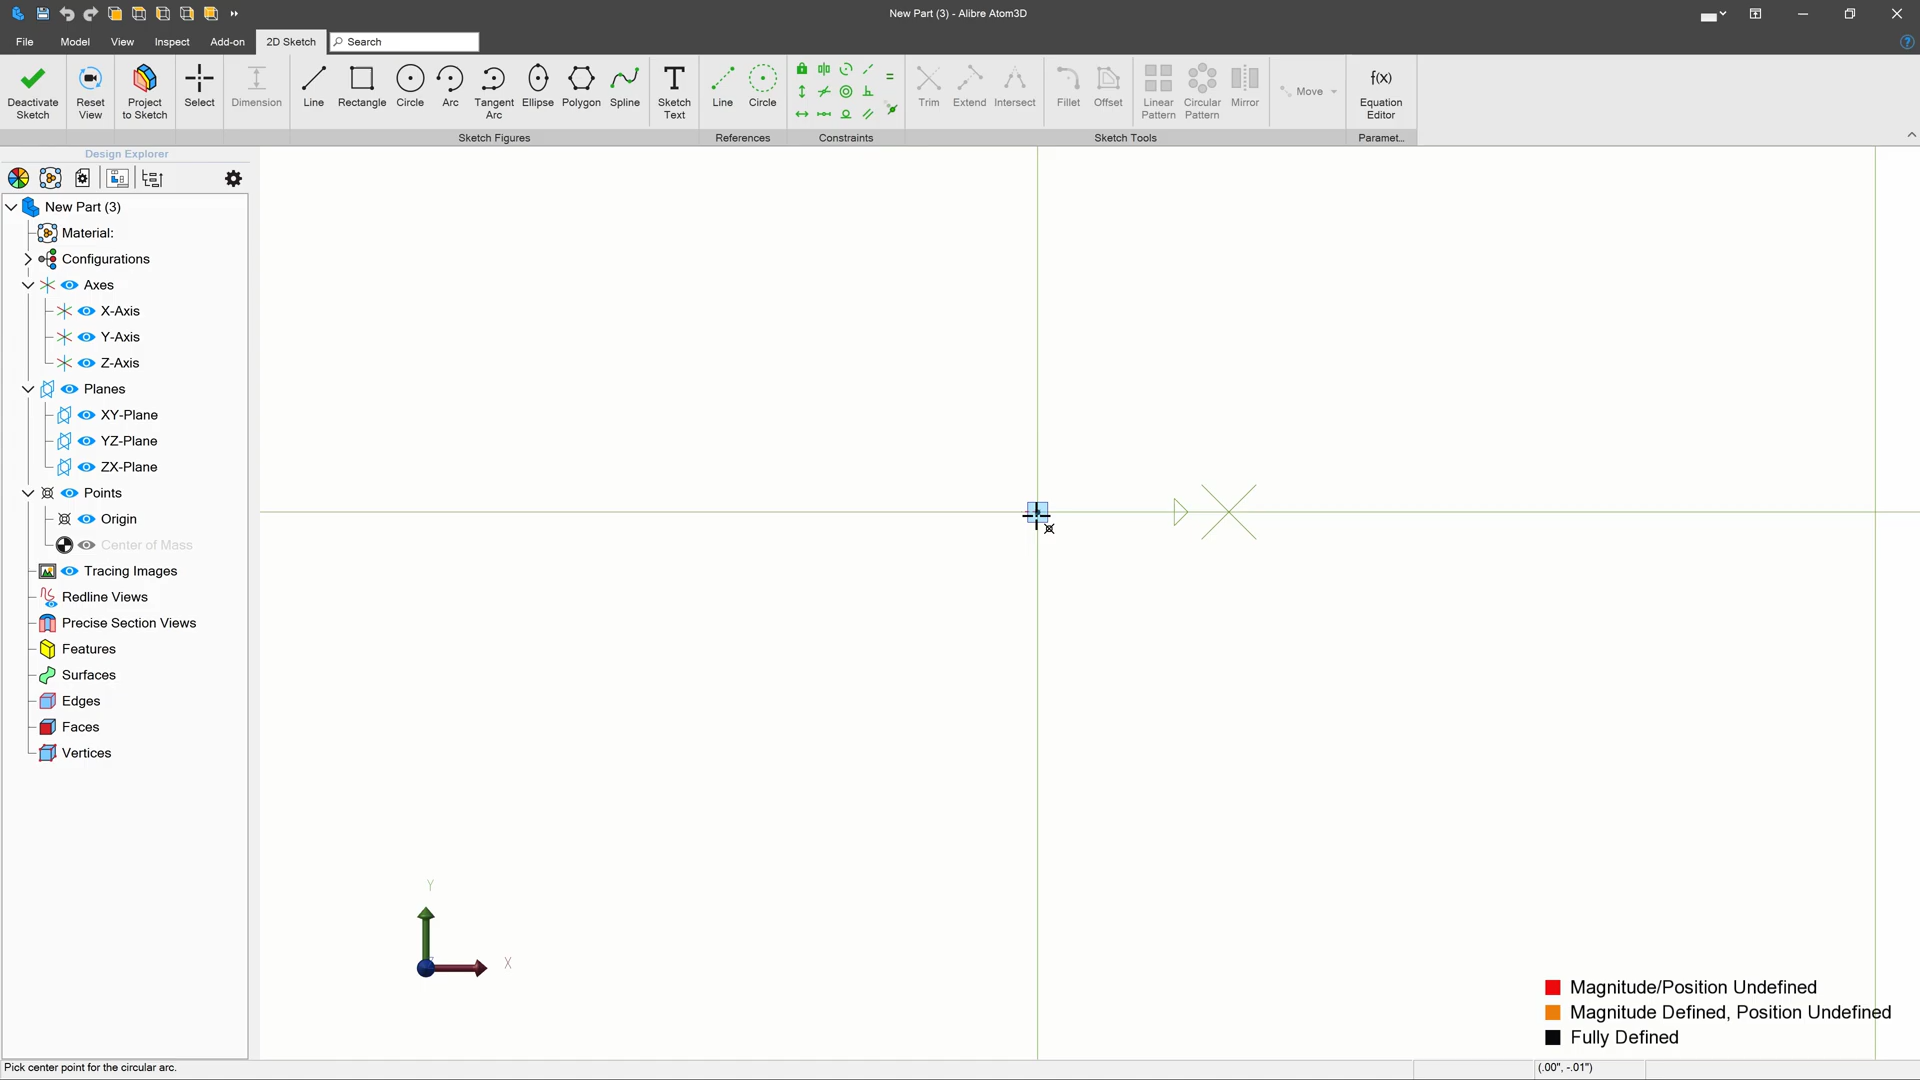 New Part (3) - Alibre Atom3D
File Model View Inspect Add-on 2D Sketch Search
Deactivate Sketch
Reset View
Project to Sketch
Select
Dimension
Line
Rectangle
Circle
Arc
Tangent Arc
Ellipse
Polygon
Spline
Sketch Text
Line
Circle
Trim
Extend
Intersect
Fillet
Offset
Linear Pattern
Circular Pattern
Mirror
Move
f(x)
Equation Editor
Sketch Figures
References
Constraints
Sketch Tools
Paramet...
Design Explorer
New Part (3)
Material:
Configurations
Axes
X-Axis
Y-Axis
Z-Axis
Planes
XY-Plane
YZ-Plane
ZX-Plane
Points
Origin
Center of Mass
Tracing Images
Redline Views
Precise Section Views
Features
Surfaces
Edges
Faces
Vertices
Y
X
Magnitude/Position Undefined
Magnitude Defined, Position Undefined
Fully Defined
Pick center point for the circular arc.
(.00", -.01")